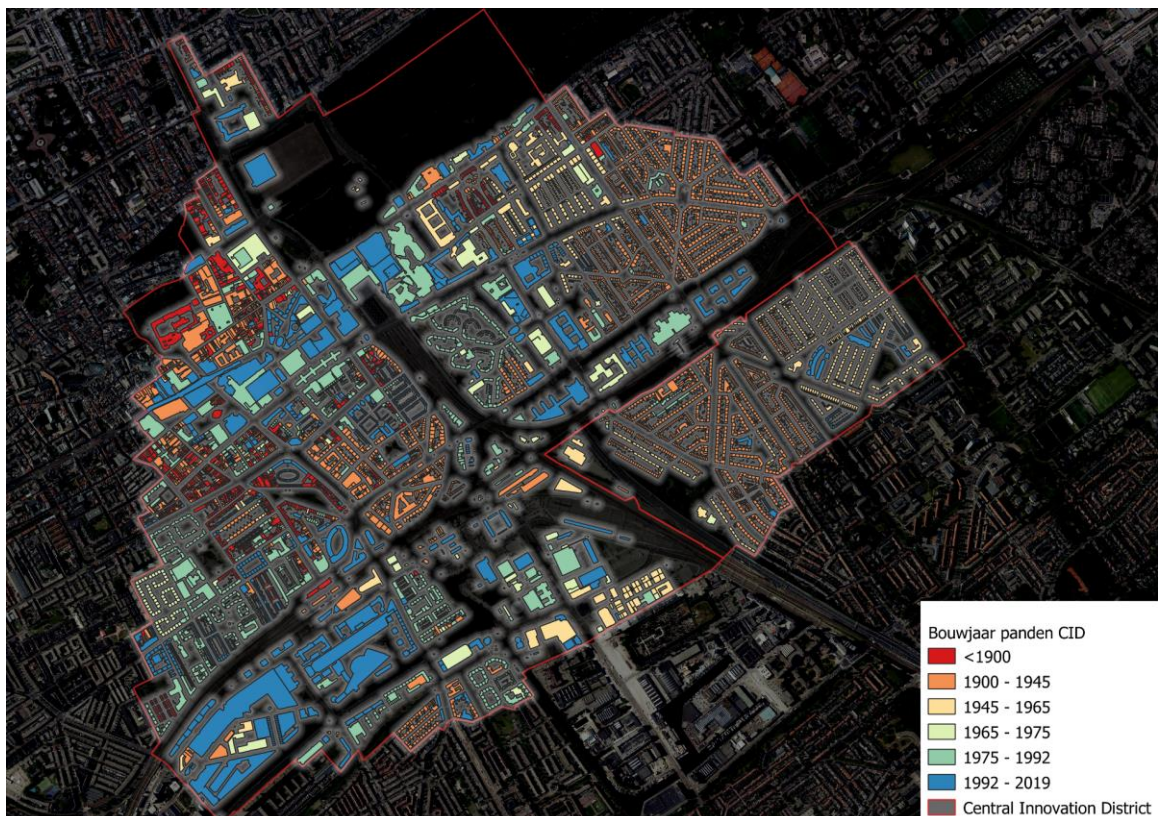 Bouwjaar panden CID
<1900
1900 - 1945
1945 - 1965
1965 - 1975
1975 - 1992
1992 - 2019
Central Innovation District